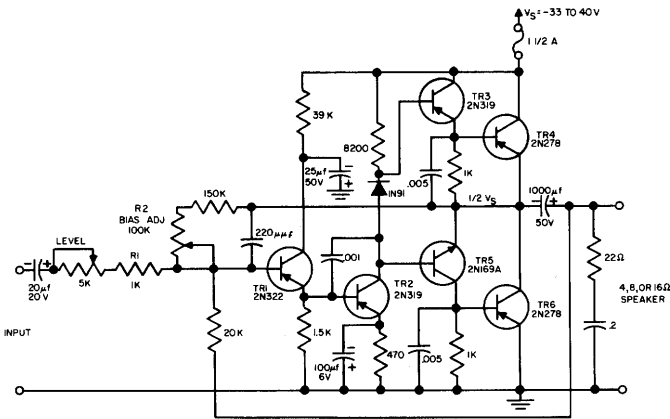 VS = -33 TO 40V
1 1/2 A
TR3
2N319
39K
TR4
2N278
8200
25µf
50V
.005
1K
1N91
150K
1/2 VS
1000µf
50V
R2
BIAS ADJ
100K
220µµf
LEVEL
.001
TR5
2N169A
22Ω
R1
5K
1K
20µf
20V
TR1
2N322
TR2
2N319
TR6
2N278
4,8,OR 16Ω
SPEAKER
INPUT
20K
1.5K
.2
100µf
6V
470
.005
1K